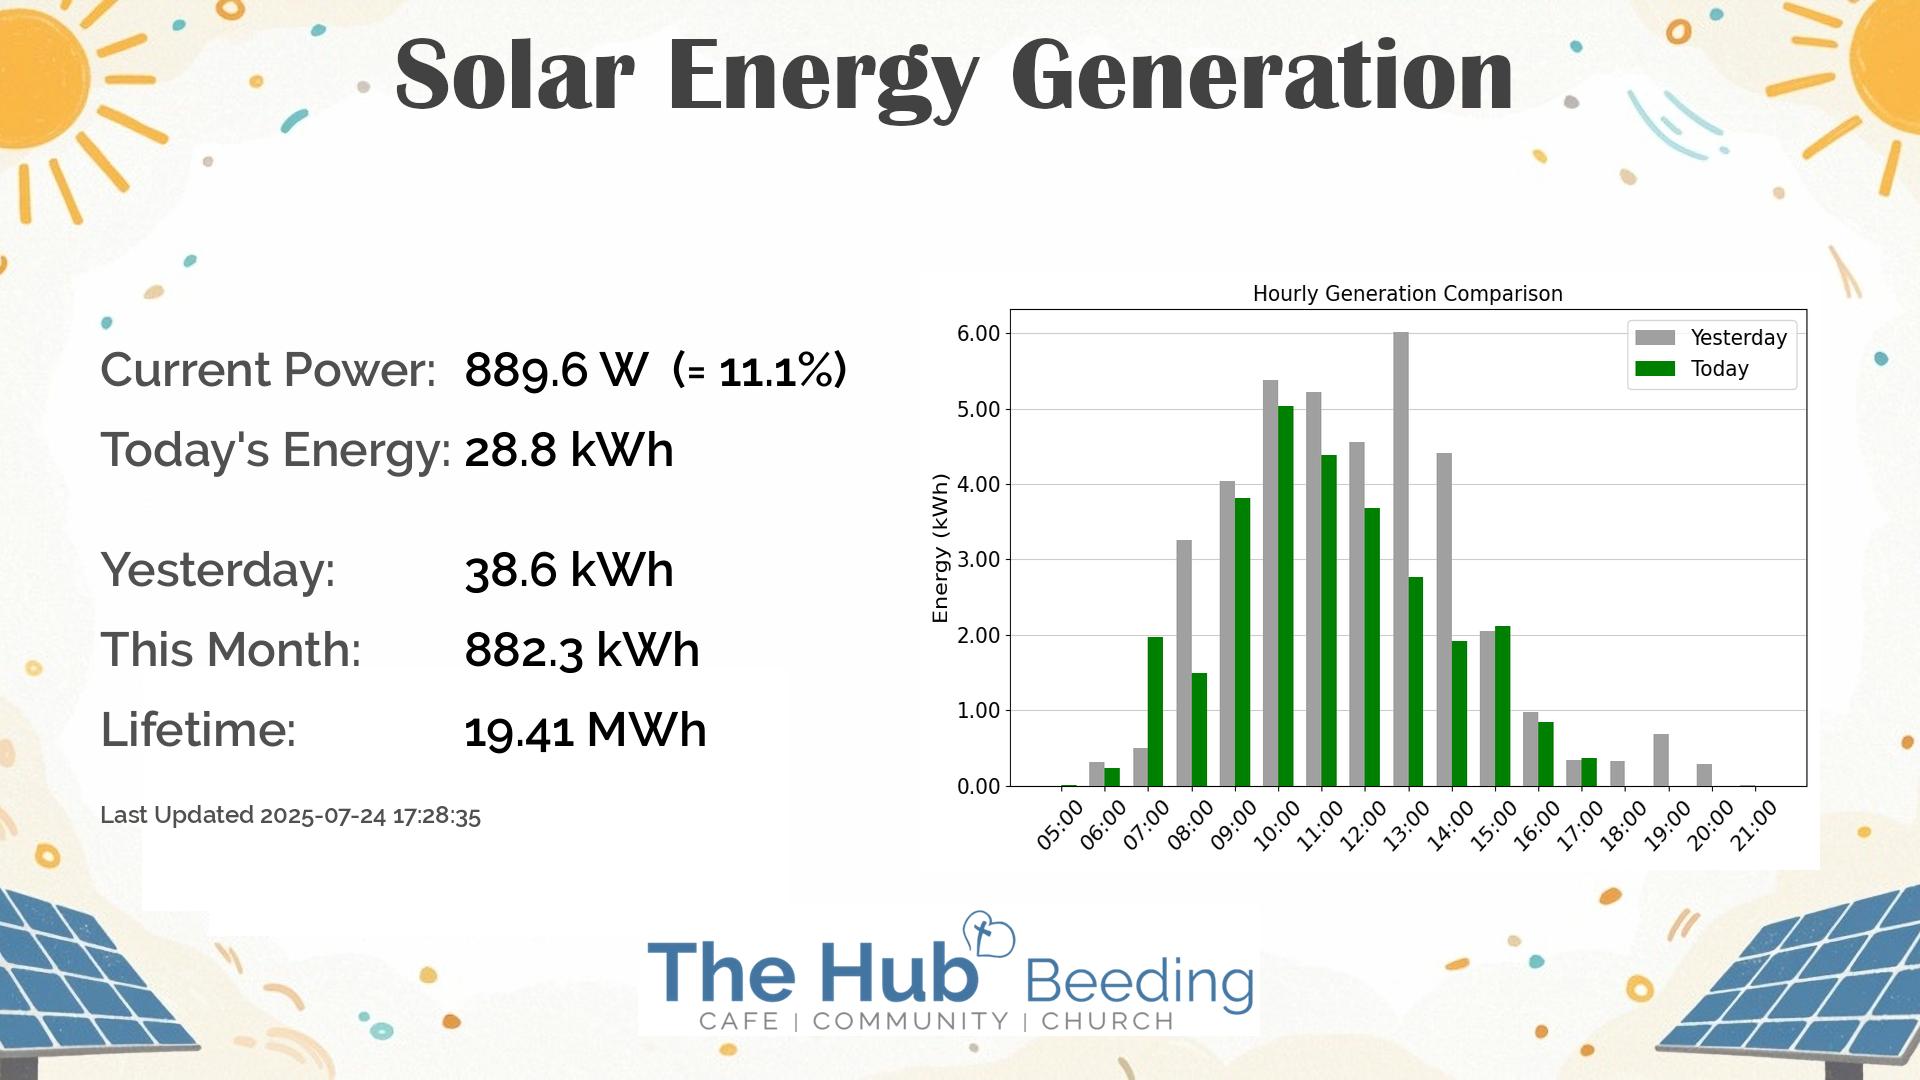 Solar Energy Generation
Current Power: 889.6 W (= 11.1%)
Today's Energy: 28.8 kWh
Yesterday: 38.6 kWh
This Month: 882.3 kWh
Lifetime: 19.41 MWh
Last Updated 2025-07-24 17:28:35
Hourly Generation Comparison
Yesterday
Today
Energy (kWh)
6.00
5.00
4.00
3.00
2.00
1.00
0.00
05:00 06:00 07:00 08:00 09:00 10:00 11:00 12:00 13:00 14:00 15:00 16:00 17:00 18:00 19:00 20:00 21:00
The Hub Beeding
CAFE | COMMUNITY | CHURCH